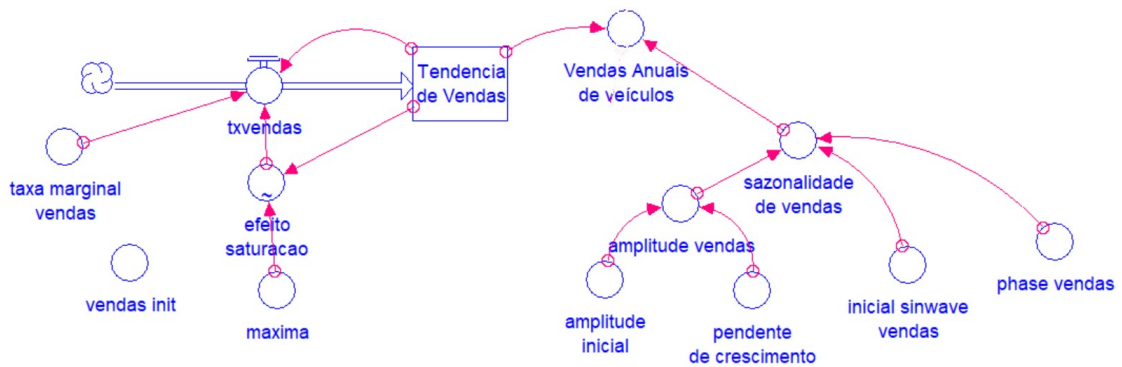 Tendencia
de Vendas
Vendas Anuais
de veículos
txvendas
taxa marginal
vendas
~
efeito
saturacao
sazonalidade
de vendas
amplitude vendas
vendas init
maxima
amplitude
inicial
pendente
de crescimento
inicial sinwave
vendas
phase vendas